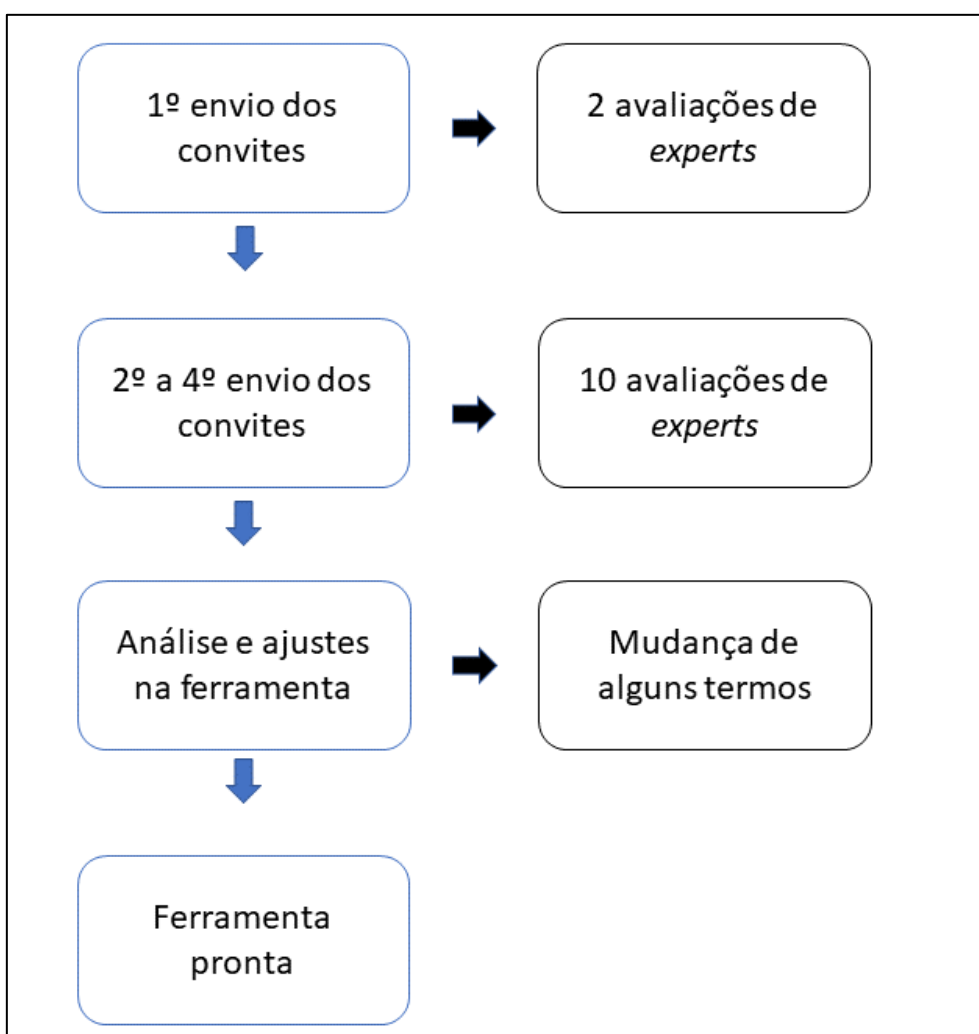 1º envio dos
convites
2 avaliações de
experts
2º a 4º envio dos
convites
10 avaliações de
experts
Análise e ajustes
na ferramenta
Mudança de
alguns termos
Ferramenta
pronta